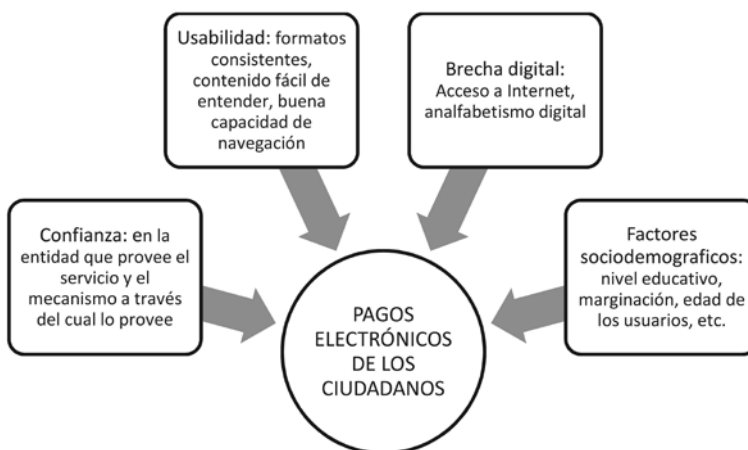 Usabilidad: formatos
consistentes,
contenido fácil de
entender, buena
capacidad de
navegación
Brecha digital:
Acceso a Internet,
analfabetismo digital
Confianza: en la
entidad que provee el
servicio y el
mecanismo a través
del cual lo provee
Factores
sociodemograficos:
nivel educativo,
marginación, edad de
los usuarios, etc.
PAGOS
ELECTRÓNICOS
DE LOS
CIUDADANOS